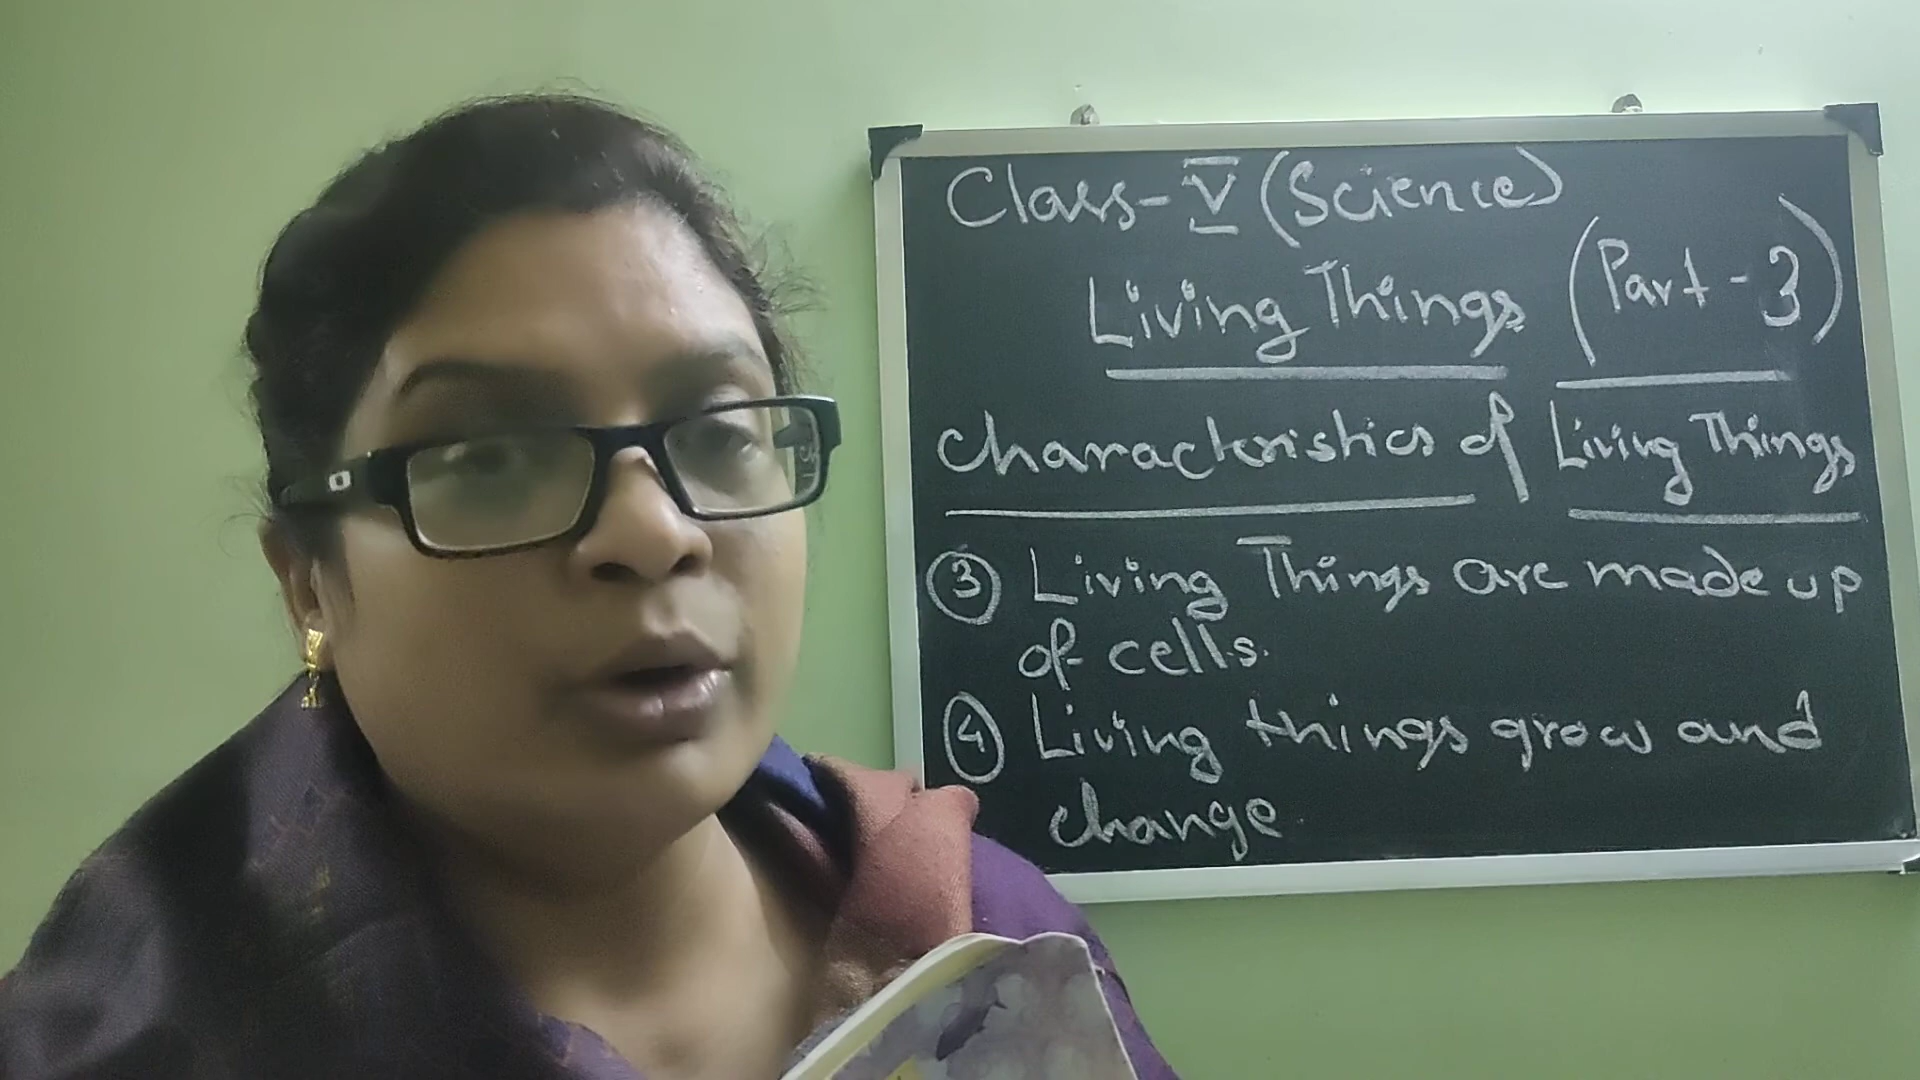 Class-V (Science)
Living Things (Part-3)
Characteristics of Living Things
③ Living Things are made up
of cells.
④ Living things grow and
change.